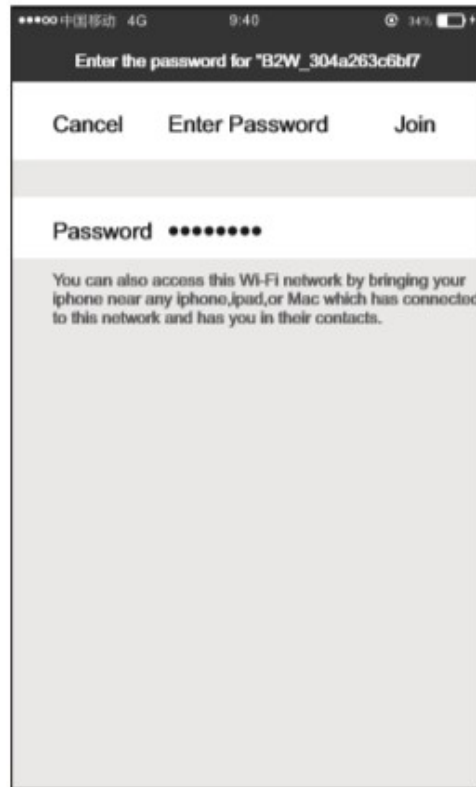 ●●●○○ 中国移动 4G 9:40 34%
Enter the password for "B2W_304a263c6bf7
Cancel Enter Password Join
Password ●●●●●●●●
You can also access this Wi-Fi network by bringing your
iphone near any iphone,ipad,or Mac which has connected
to this network and has you in their contacts.